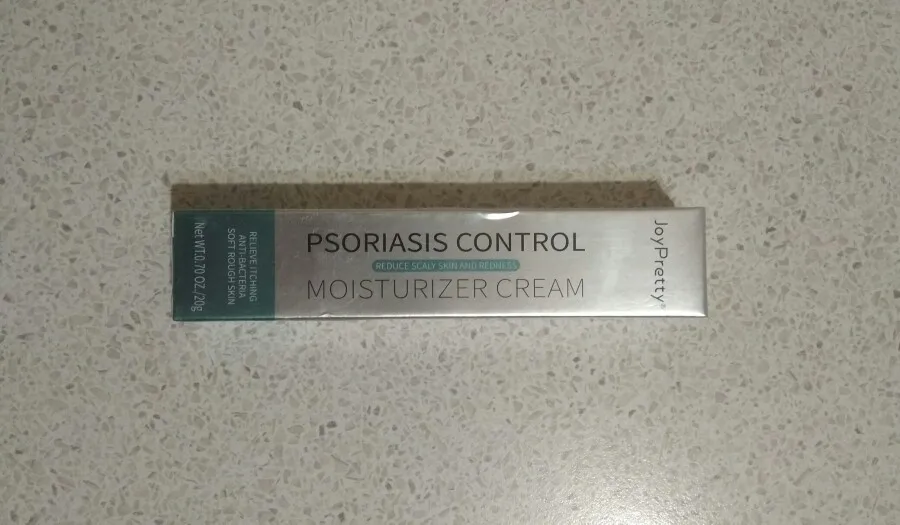 PSORIASIS CONTROL
REDUCE SCALY SKIN AND REDNESS
MOISTURIZER CREAM
JoyPretty®
RELIEVE ITCHING
ANTI-BACTERIA
SOFT ROUGH SKIN
Net WT.0.70 OZ./20g